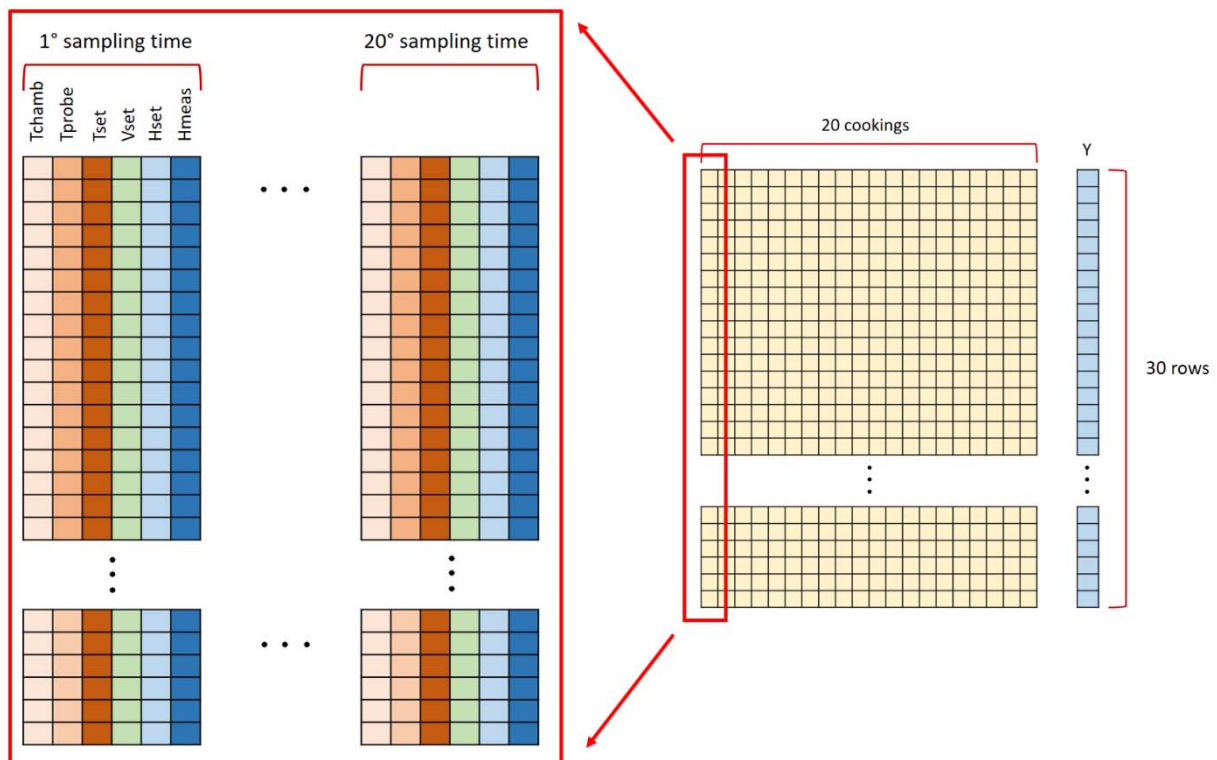 1° sampling time
20° sampling time
Tchamb
Tprobe
Tset
Vset
Hset
Hmeas
20 cookings
Y
30 rows